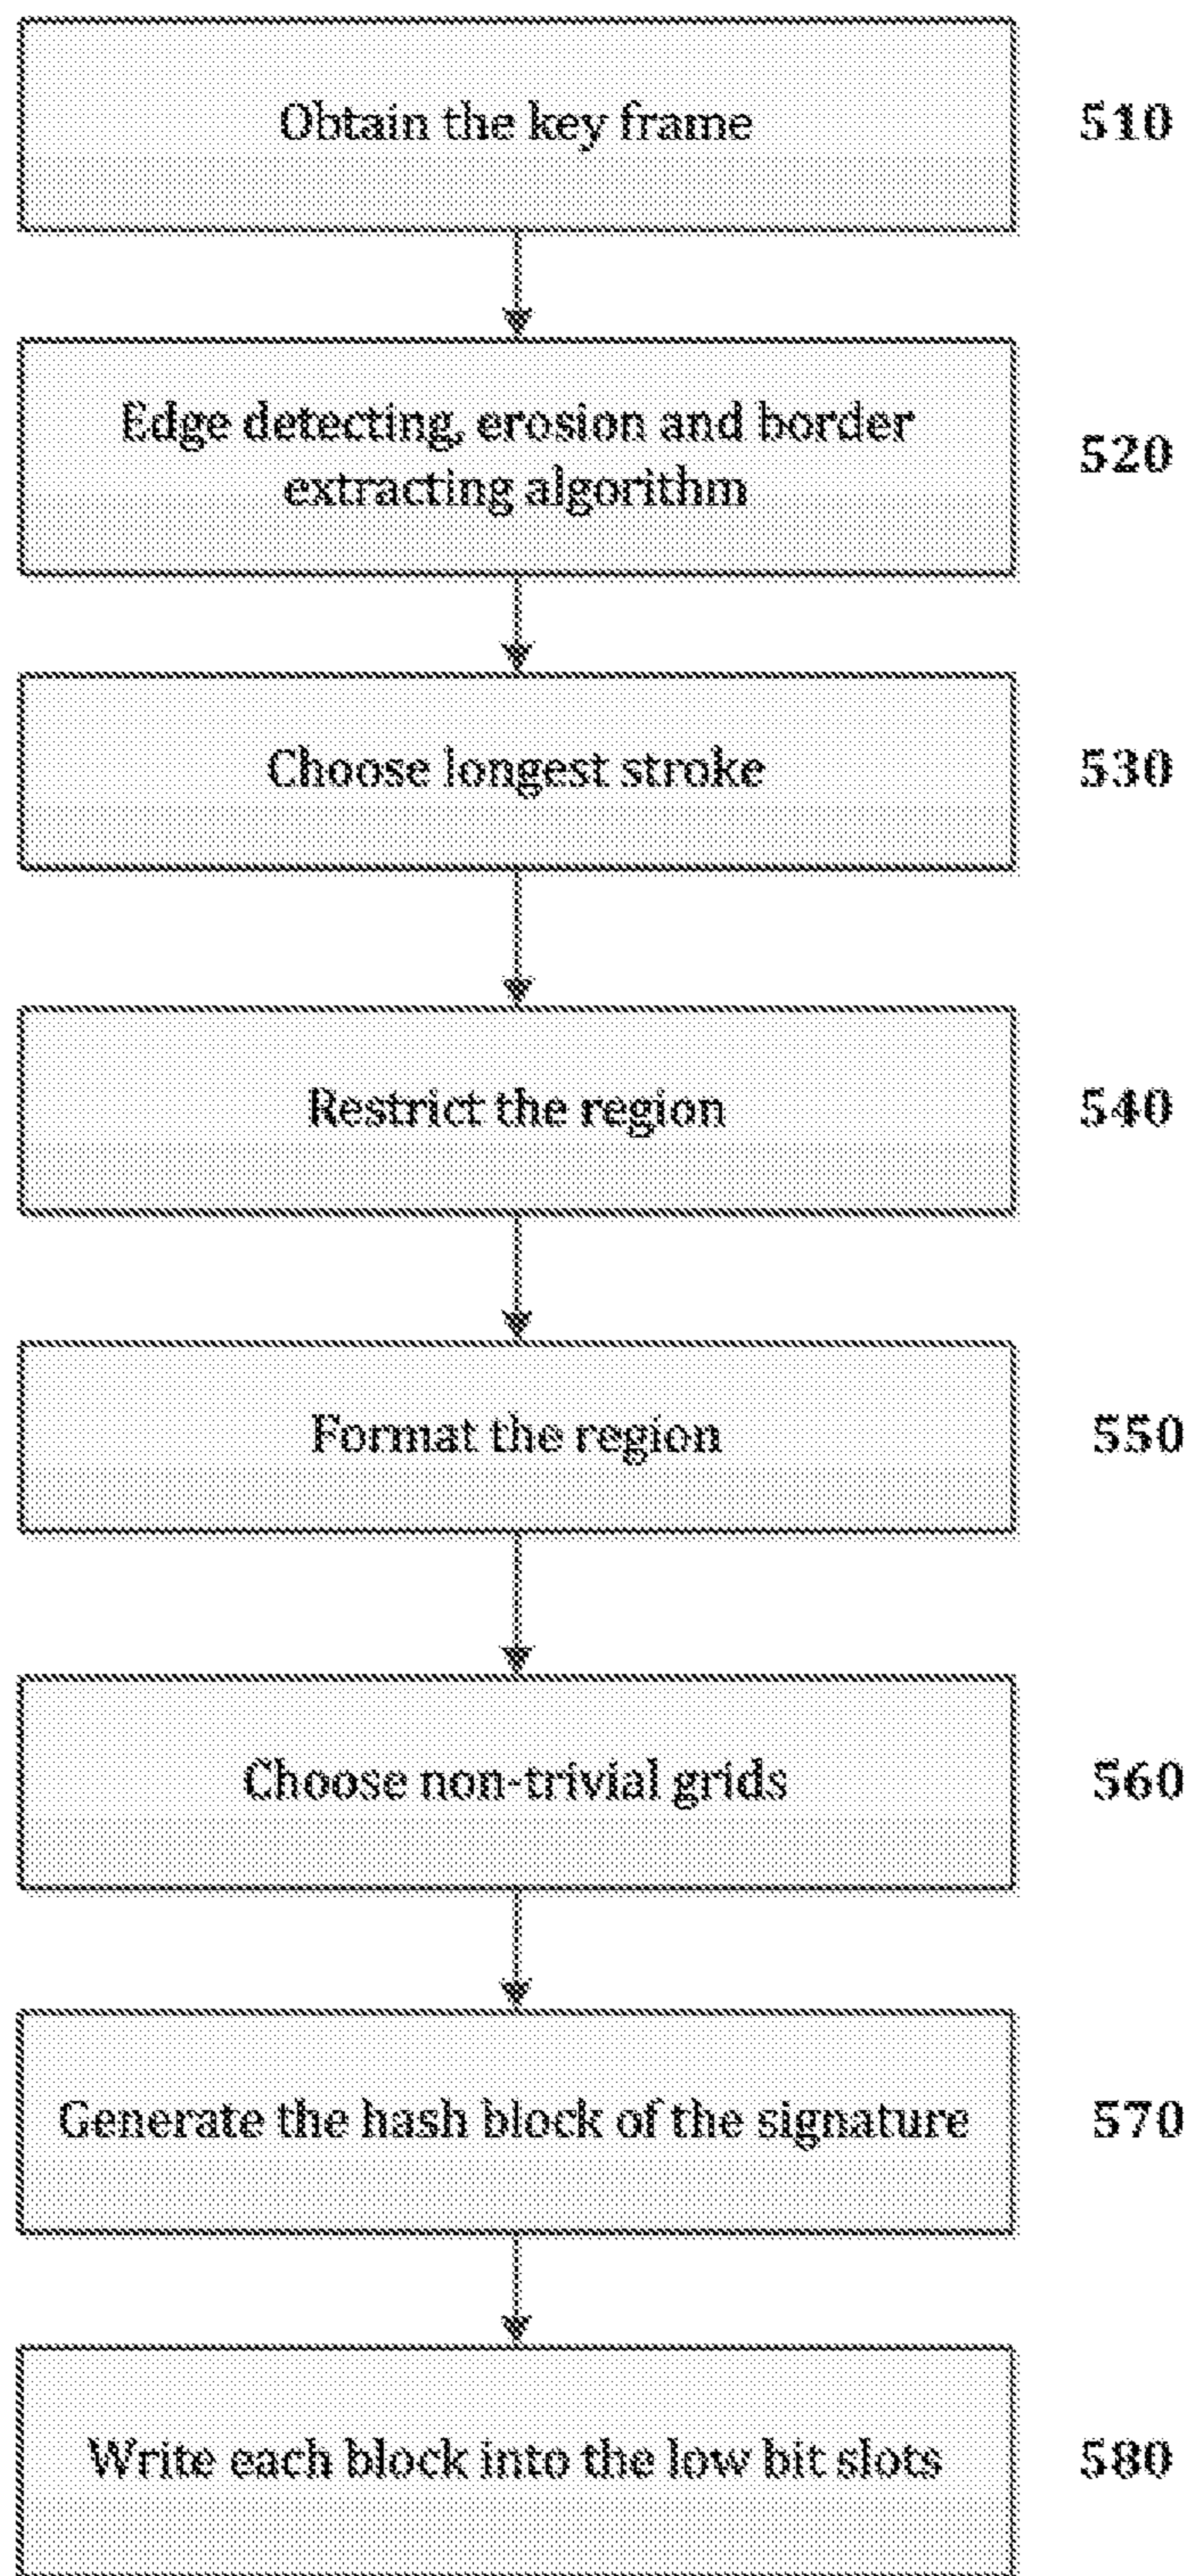 Obtain the key frame
510
Edge detecting, erosion and border
extracting algorithm
520
Choose longest stroke
530
Restrict the region
540
Format the region
550
Choose non-trivial grids
560
Generate the hash block of the signature
570
Write each block into the low bit slots
580